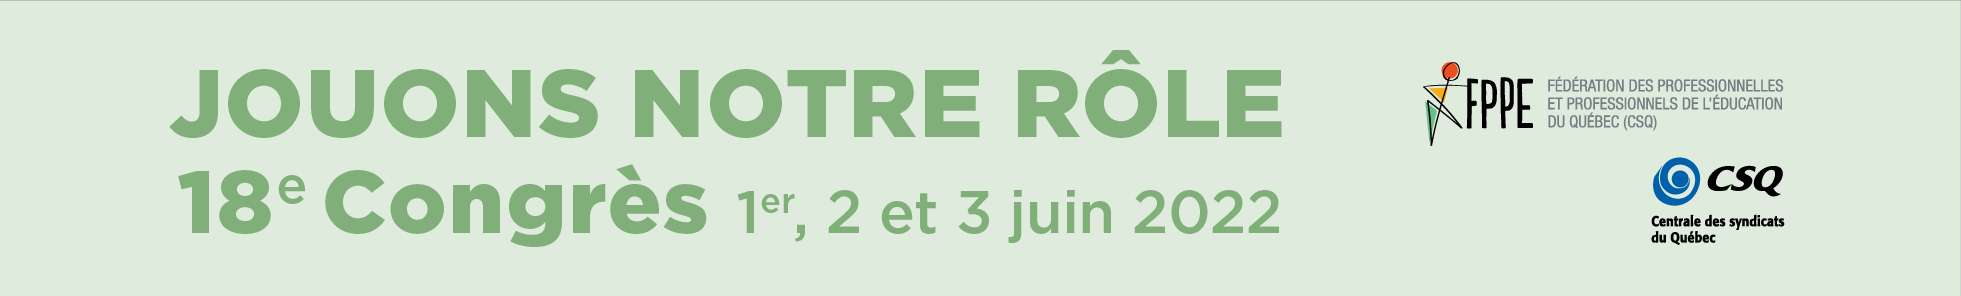 JOUONS NOTRE RÔLE
18e Congrès 1er, 2 et 3 juin 2022
FPPE
FÉDÉRATION DES PROFESSIONNELLES
ET PROFESSIONNELS DE L'ÉDUCATION
DU QUÉBEC (CSQ)
CSQ
Centrale des syndicats
du Québec